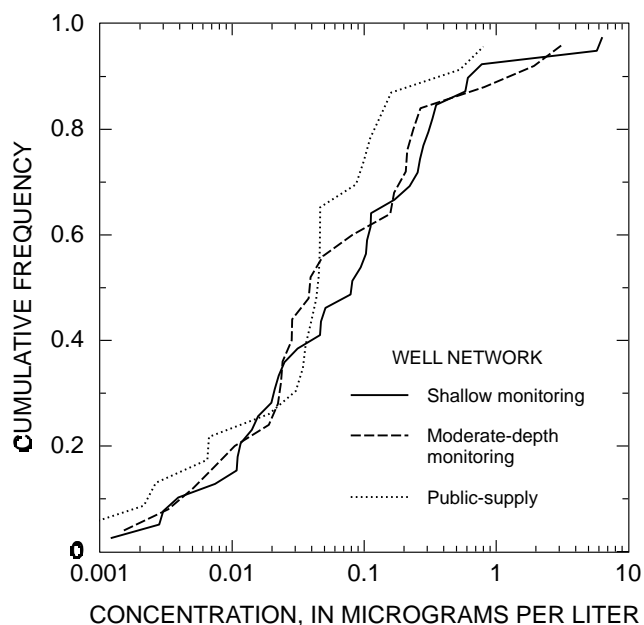 1.0
0.8
0.6
0.4
0.2
0
CUMULATIVE FREQUENCY
WELL NETWORK
Shallow monitoring
Moderate-depth
monitoring
Public-supply
0.001
0.01
0.1
1
10
CONCENTRATION, IN MICROGRAMS PER LITER